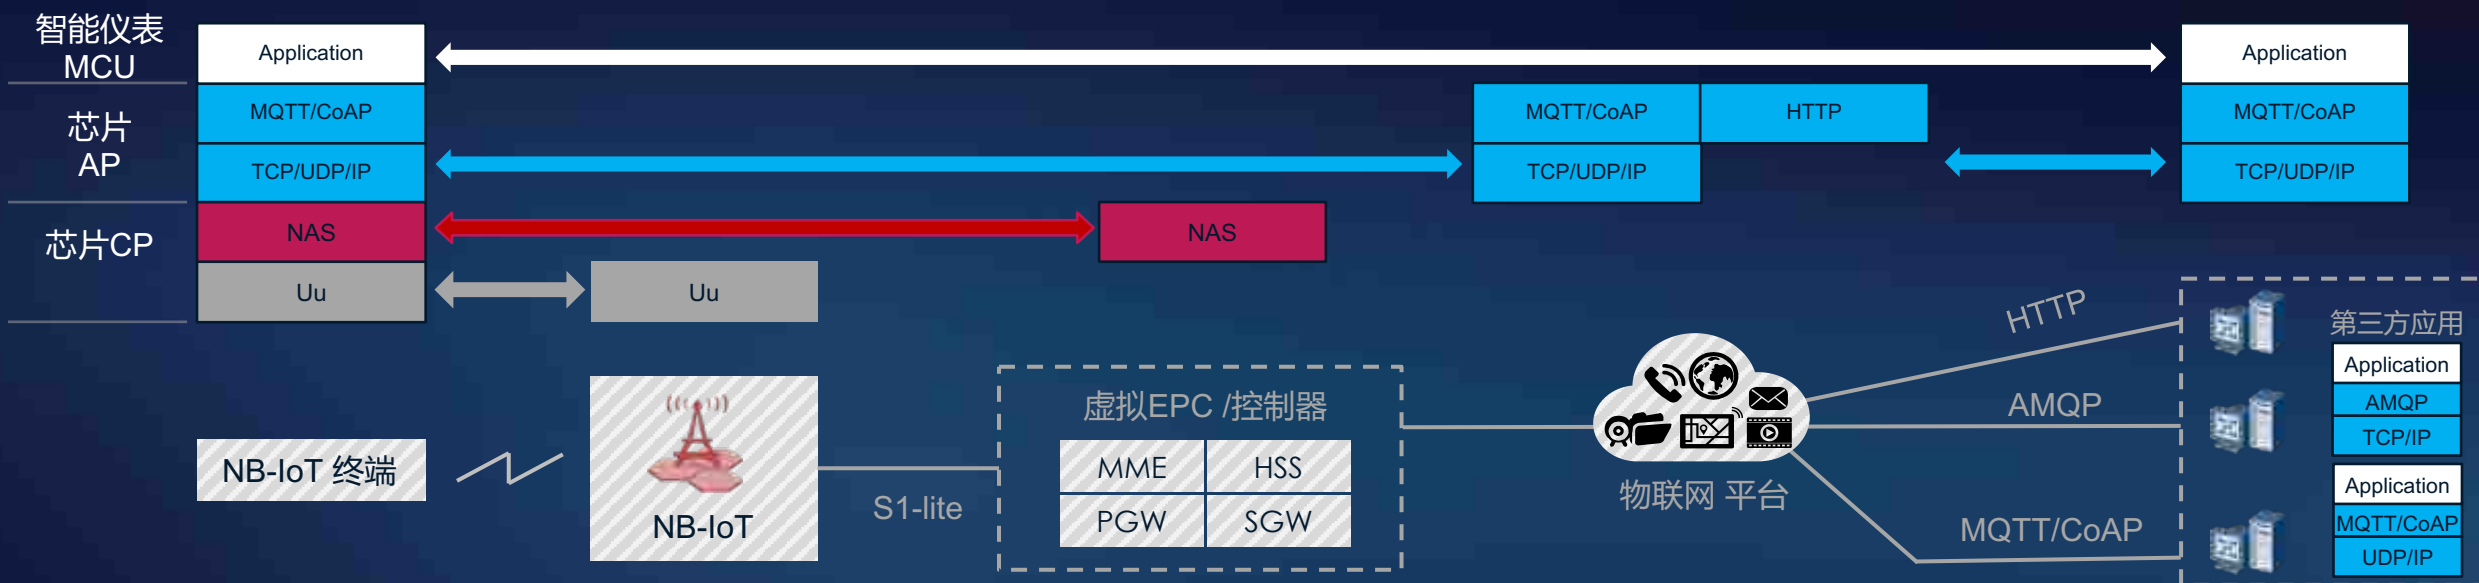 智能仪表
MCU
Application
Application
芯片
AP
MQTT/CoAP
MQTT/CoAP
HTTP
MQTT/CoAP
TCP/UDP/IP
TCP/UDP/IP
TCP/UDP/IP
芯片CP
NAS
NAS
Uu
Uu
HTTP
第三方应用
Application
AMQP
TCP/IP
虚拟EPC /控制器
AMQP
NB-IoT 终端
MME
HSS
PGW
SGW
S1-lite
NB-IoT
物联网 平台
MQTT/CoAP
Application
MQTT/CoAP
UDP/IP